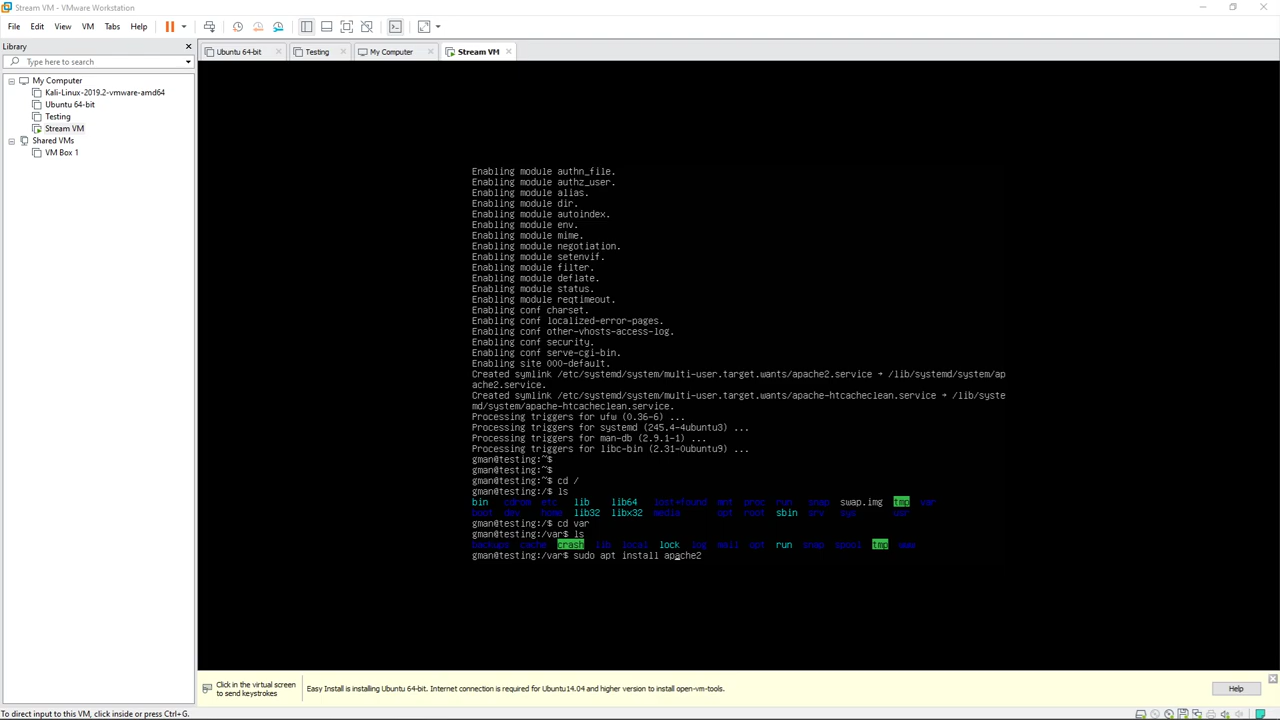 Stream VM - VMware Workstation
File Edit View VM Tabs Help
Library
Type here to search
My Computer
Kali-Linux-2019.2-vmware-amd64
Ubuntu 64-bit
Testing
Stream VM
Shared VMs
VM Box 1
Ubuntu 64-bit Testing My Computer Stream VM
Enabling module authn_file.
Enabling module authz_user.
Enabling module alias.
Enabling module dir.
Enabling module autoindex.
Enabling module env.
Enabling module mime.
Enabling module negotiation.
Enabling module setenvif.
Enabling module filter.
Enabling module deflate.
Enabling module status.
Enabling module reqtimeout.
Enabling conf charset.
Enabling conf localized-error-pages.
Enabling conf other-vhosts-access-log.
Enabling conf security.
Enabling conf serve-cgi-bin.
Enabling site 000-default.
Created symlink /etc/systemd/system/multi-user.target.wants/apache2.service → /lib/systemd/system/ap
ache2.service.
Created symlink /etc/systemd/system/multi-user.target.wants/apache-htcacheclean.service → /lib/syste
md/system/apache-htcacheclean.service.
Processing triggers for ufw (0.36-6) ...
Processing triggers for systemd (245.4-4ubuntu3) ...
Processing triggers for man-db (2.9.1-1) ...
Processing triggers for libc-bin (2.31-0ubuntu9) ...
gman@testing:~$
gman@testing:~$
gman@testing:~$ cd /
gman@testing:/$ ls
bin cdrom etc lib lib64 lost+found mnt proc run snap swap.img tmp var
boot dev home lib32 libx32 media opt root sbin srv sys usr
gman@testing:/$ cd var
gman@testing:/var$ ls
backups cache crash lib local lock log mail opt run snap spool tmp www
gman@testing:/var$ sudo apt install apache2
Click in the virtual screen
to send keystrokes
Easy Install is installing Ubuntu 64-bit. Internet connection is required for Ubuntu14.04 and higher version to install open-vm-tools.
Help
To direct input to this VM, click inside or press Ctrl+G.